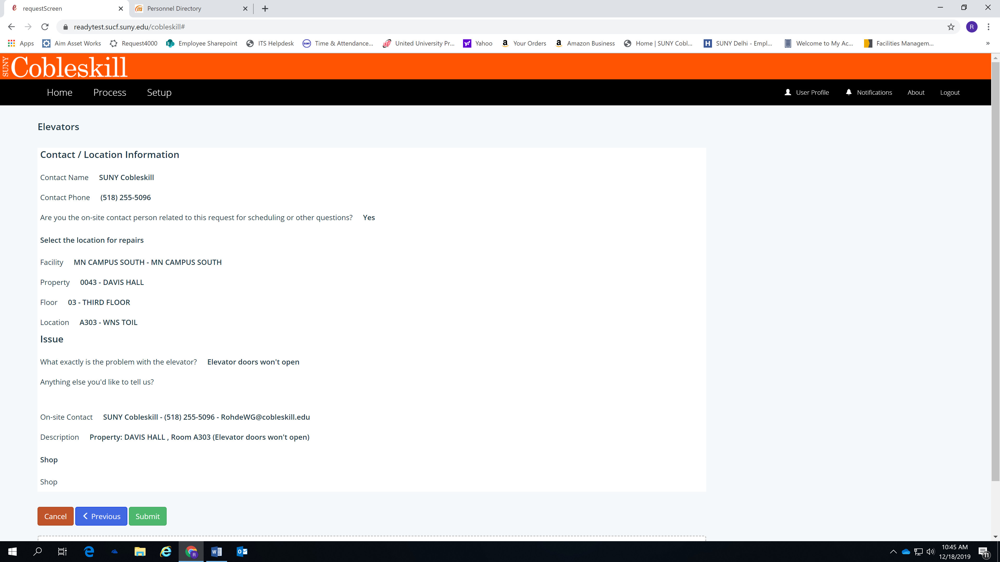 requestScreen
Personnel Directory
readytest.sucf.suny.edu/cobleskill#
R
Apps
Aim Asset Works
Request4000
Employee Sharepoint
ITS Helpdesk
Time & Attendance...
United University Pr...
Yahoo
Your Orders
Amazon Business
Home | SUNY Cobl...
SUNY Delhi - Empl...
Welcome to My Ac...
Facilities Managem...
»
SUNY Cobleskill
Home
Process
Setup
User Profile
Notifications
About
Logout
Elevators
Contact / Location Information
Contact Name SUNY Cobleskill
Contact Phone (518) 255-5096
Are you the on-site contact person related to this request for scheduling or other questions? Yes
Select the location for repairs
Facility MN CAMPUS SOUTH - MN CAMPUS SOUTH
Property 0043 - DAVIS HALL
Floor 03 - THIRD FLOOR
Location A303 - WNS TOIL
Issue
What exactly is the problem with the elevator? Elevator doors won't open
Anything else you'd like to tell us?
On-site Contact SUNY Cobleskill - (518) 255-5096 - RohdeWG@cobleskill.edu
Description Property: DAVIS HALL , Room A303 (Elevator doors won't open)
Shop
Shop
Cancel
Previous
Submit
10:45 AM
12/18/2019
11